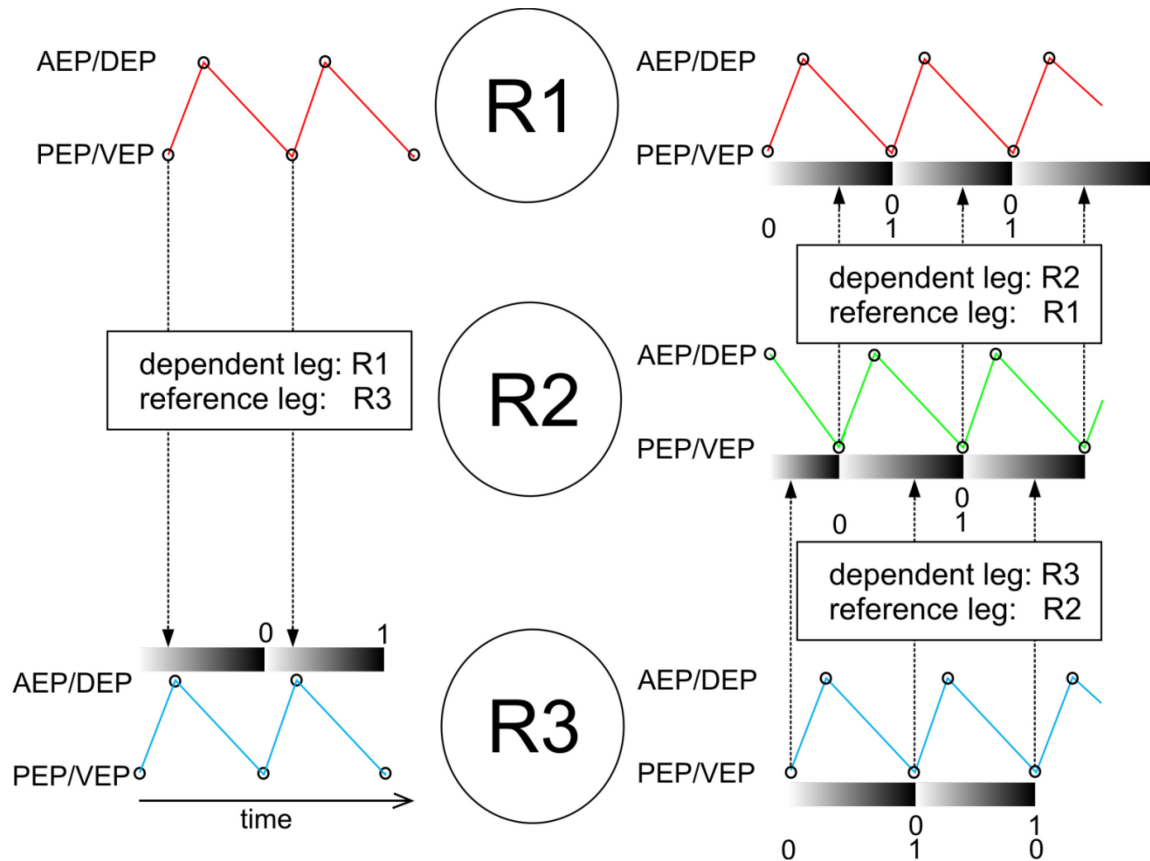 AEP/DEP
PEP/VEP
R1
AEP/DEP
PEP/VEP
0
0
1
0
1
dependent leg: R1
reference leg: R3
R2
dependent leg: R2
reference leg: R1
AEP/DEP
PEP/VEP
0
0
1
dependent leg: R3
reference leg: R2
0
1
AEP/DEP
PEP/VEP
time
R3
AEP/DEP
PEP/VEP
0
0
1
1
0